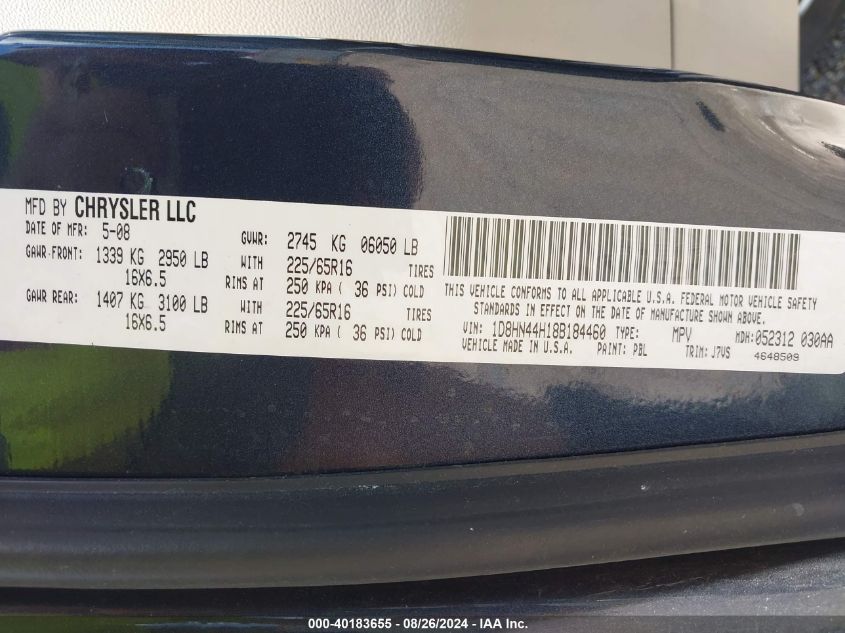 MFD BY CHRYSLER LLC
DATE OF MFR: 5-08 GVWR: 2745 KG 06050 LB
GAWR-FRONT: 1339 KG 2950 LB WITH 225/65R16 TIRES
16X6.5 RIMS AT 250 KPA ( 36 PSI) COLD
GAWR REAR: 1407 KG 3100 LB WITH 225/65R16 TIRES
16X6.5 RIMS AT 250 KPA ( 36 PSI) COLD
THIS VEHICLE CONFORMS TO ALL APPLICABLE U.S.A. FEDERAL MOTOR VEHICLE SAFETY
STANDARDS IN EFFECT ON THE DATE OF MANUFACTURE SHOWN ABOVE.
VIN: 1D8HN44H18B184460 TYPE: MPV MDH: 052312 030AA
VEHICLE MADE IN U.S.A. PAINT: PBL TRIM: J7VS 4648509
000-40183655 - 08/26/2024 - IAA Inc.